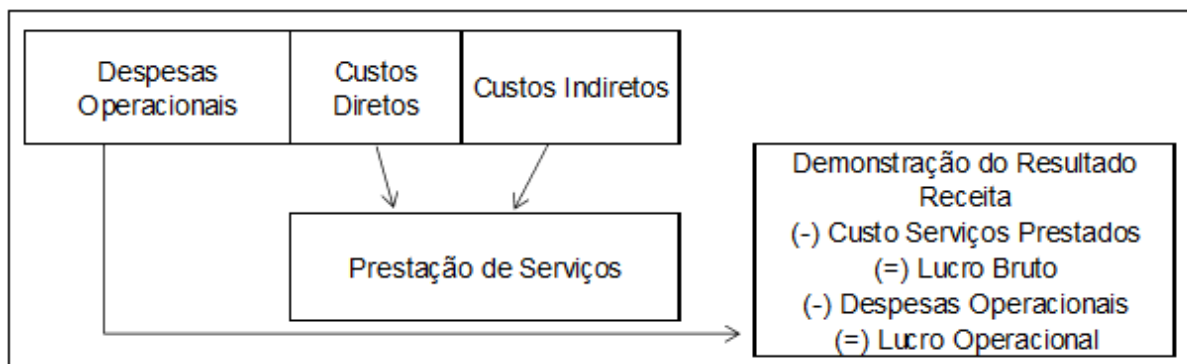 Despesas
Operacionais
Custos
Diretos
Custos Indiretos
Prestação de Serviços
Demonstração do Resultado
Receita
(-) Custo Serviços Prestados
(=) Lucro Bruto
(-) Despesas Operacionais
(=) Lucro Operacional